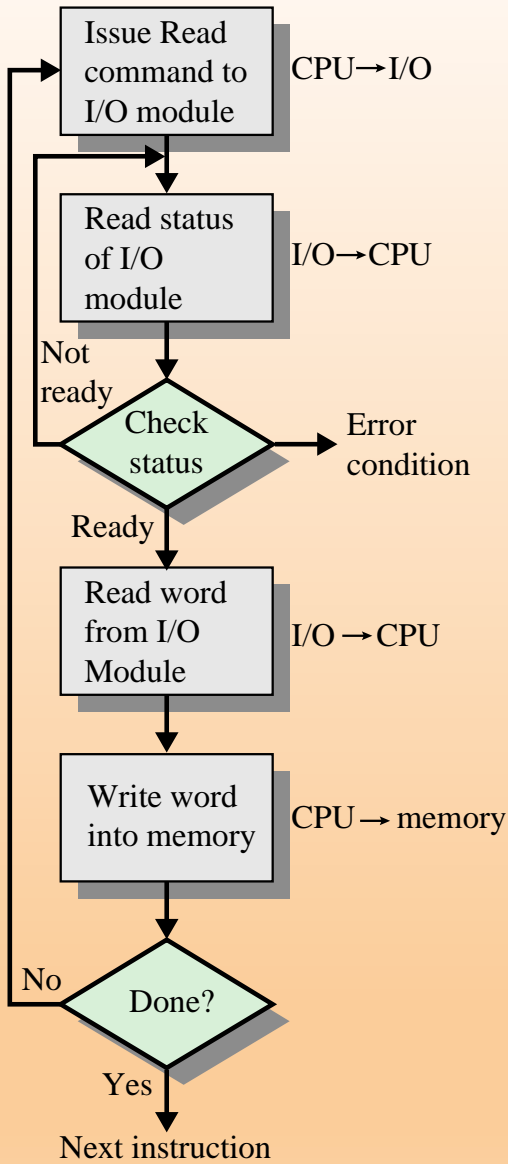 Issue Read
command to
I/O module
CPU→I/O
Read status
of I/O
module
I/O→CPU
Not
ready
Check
status
Error
condition
Ready
Read word
from I/O
Module
I/O → CPU
Write word
into memory
CPU → memory
No
Done?
Yes
Next instruction